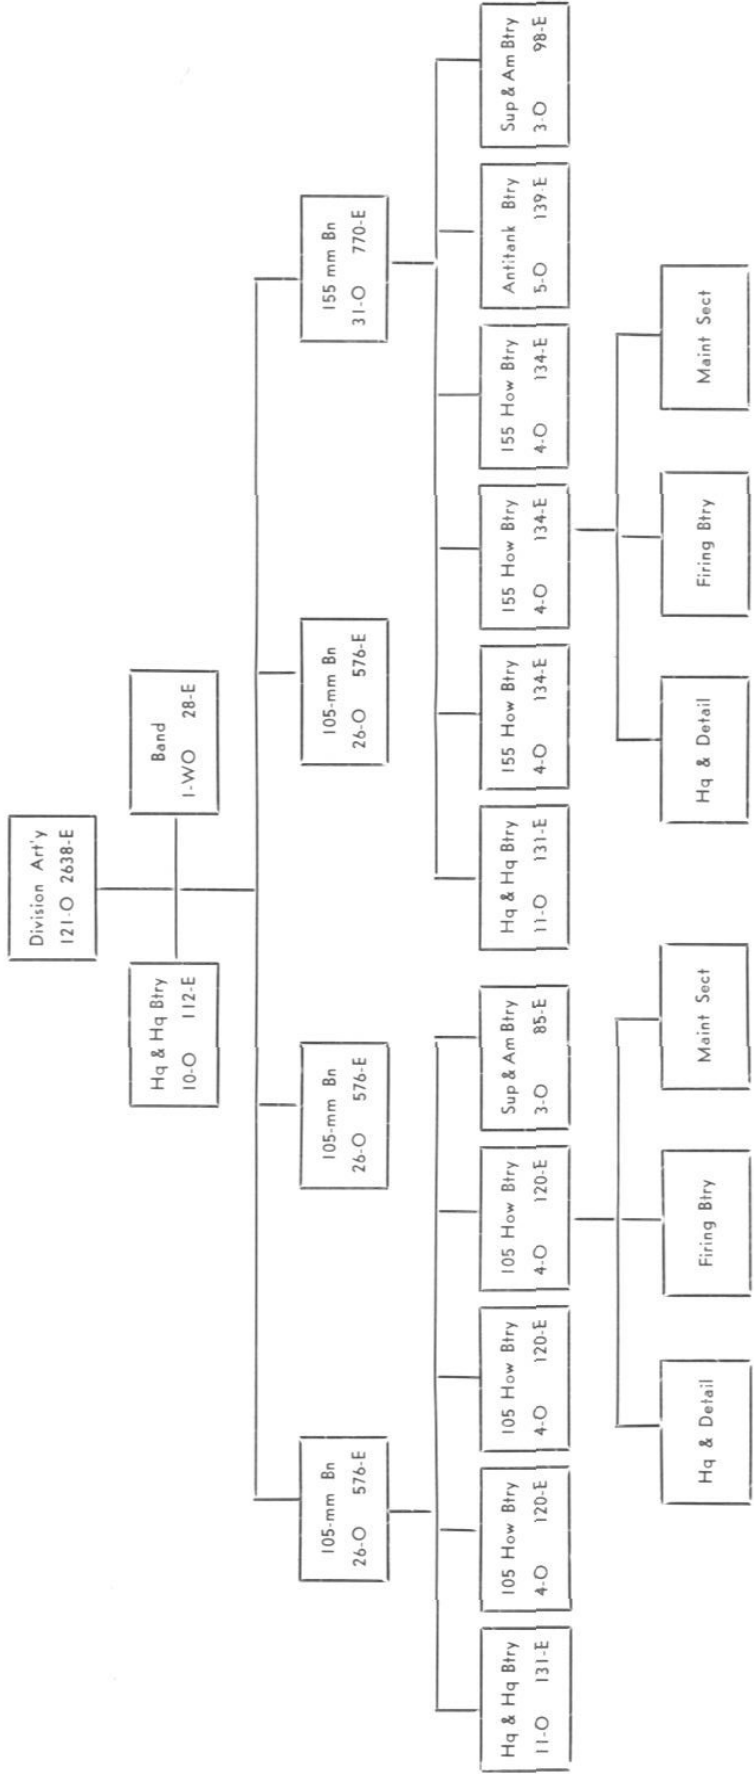 Division Art'y
121-O 2638-E
Hq & Hq Btry
10-O 112-E
Band
1-WO 28-E
105-mm Bn
26-O 576-E
105-mm Bn
26-O 576-E
105-mm Bn
26-O 576-E
155 mm Bn
31-O 770-E
Hq & Hq Btry
11-O 131-E
105 How Btry
4-O 120-E
105 How Btry
4-O 120-E
105 How Btry
4-O 120-E
Sup & Am Btry
3-O 85-E
Hq & Hq Btry
11-O 131-E
155 How Btry
4-O 134-E
155 How Btry
4-O 134-E
155 How Btry
4-O 134-E
Antitank Btry
5-O 139-E
Sup & Am Btry
3-O 98-E
Hq & Detail
Firing Btry
Maint Sect
Hq & Detail
Firing Btry
Maint Sect